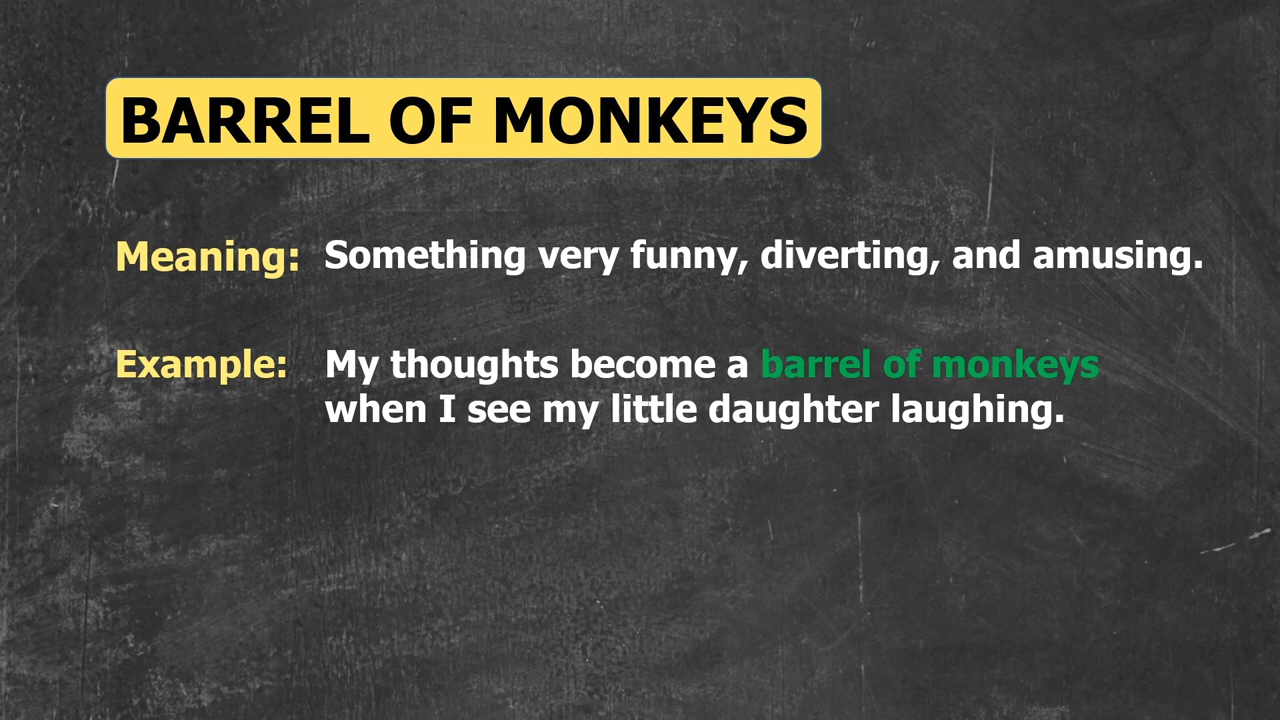 BARREL OF MONKEYS
Meaning: Something very funny, diverting, and amusing.
Example: My thoughts become a barrel of monkeys
when I see my little daughter laughing.